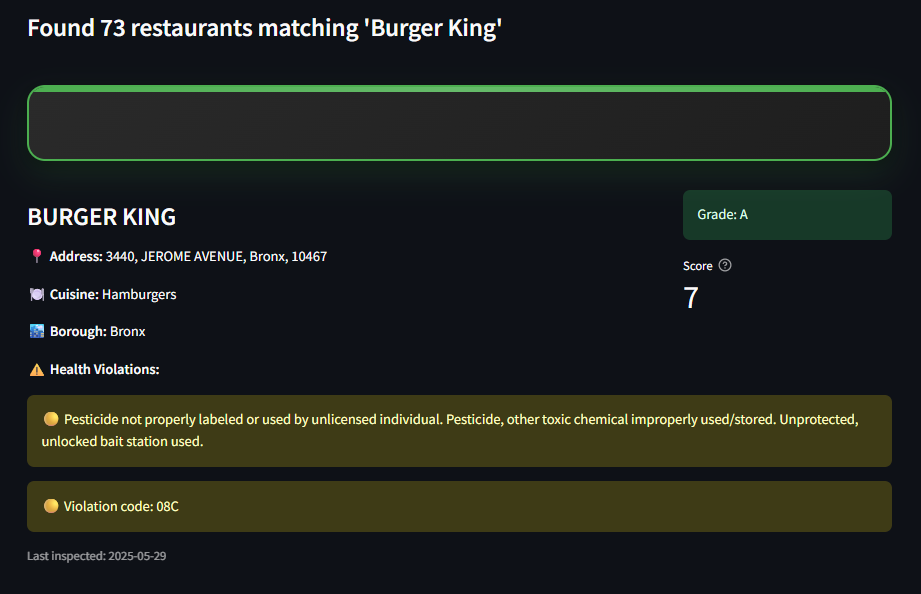 Found 73 restaurants matching 'Burger King'
BURGER KING
Grade: A
Address: 3440, JEROME AVENUE, Bronx, 10467
Score
7
Cuisine: Hamburgers
Borough: Bronx
Health Violations:
Pesticide not properly labeled or used by unlicensed individual. Pesticide, other toxic chemical improperly used/stored. Unprotected,
unlocked bait station used.
Violation code: 08C
Last inspected: 2025-05-29